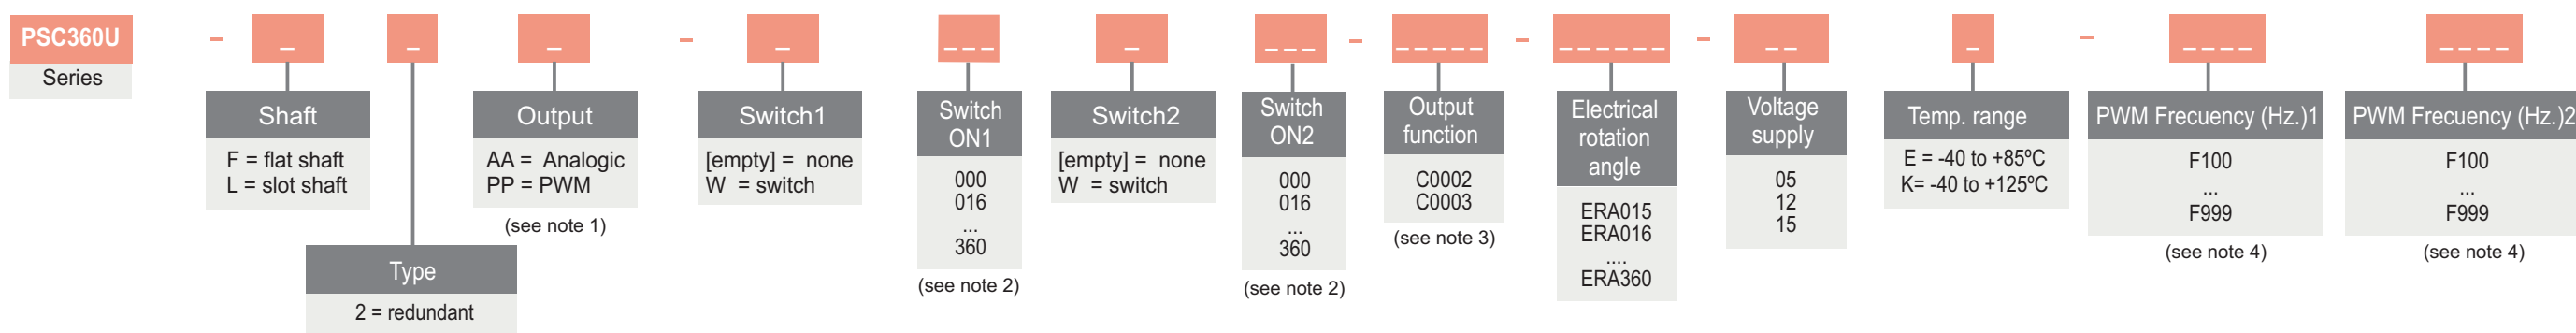 PSC360U - _ _ _ - _ _ _ _ _ _ _ _ - _ _ _ _ _ - _ _ _ _ _ _ - _ _ _ - _ _ _ _ _ _ _ _
Series
Shaft
F = flat shaft
L = slot shaft
Type
2 = redundant
Output
AA = Analogic
PP = PWM
(see note 1)
Switch1
[empty] = none
W = switch
Switch
ON1
000
016
...
360
(see note 2)
Switch2
[empty] = none
W = switch
Switch
ON2
000
016
...
360
(see note 2)
Output
function
C0002
C0003
(see note 3)
Electrical
rotation
angle
ERA015
ERA016
....
ERA360
Voltage
supply
05
12
15
Temp. range
E = -40 to +85ºC
K= -40 to +125ºC
PWM Frecuency (Hz.)1
F100
...
F999
(see note 4)
PWM Frecuency (Hz.)2
F100
...
F999
(see note 4)